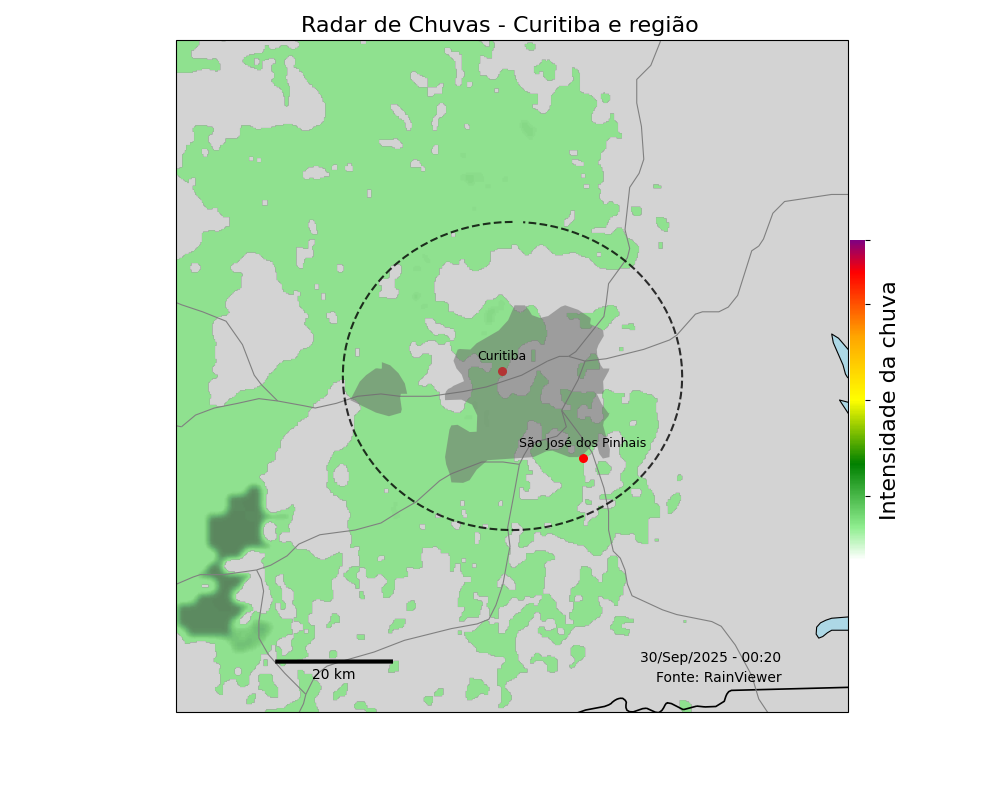 Radar de Chuvas - Curitiba e região
Curitiba
São José dos Pinhais
Intensidade da chuva
30/Sep/2025 - 00:20
Fonte: RainViewer
20 km